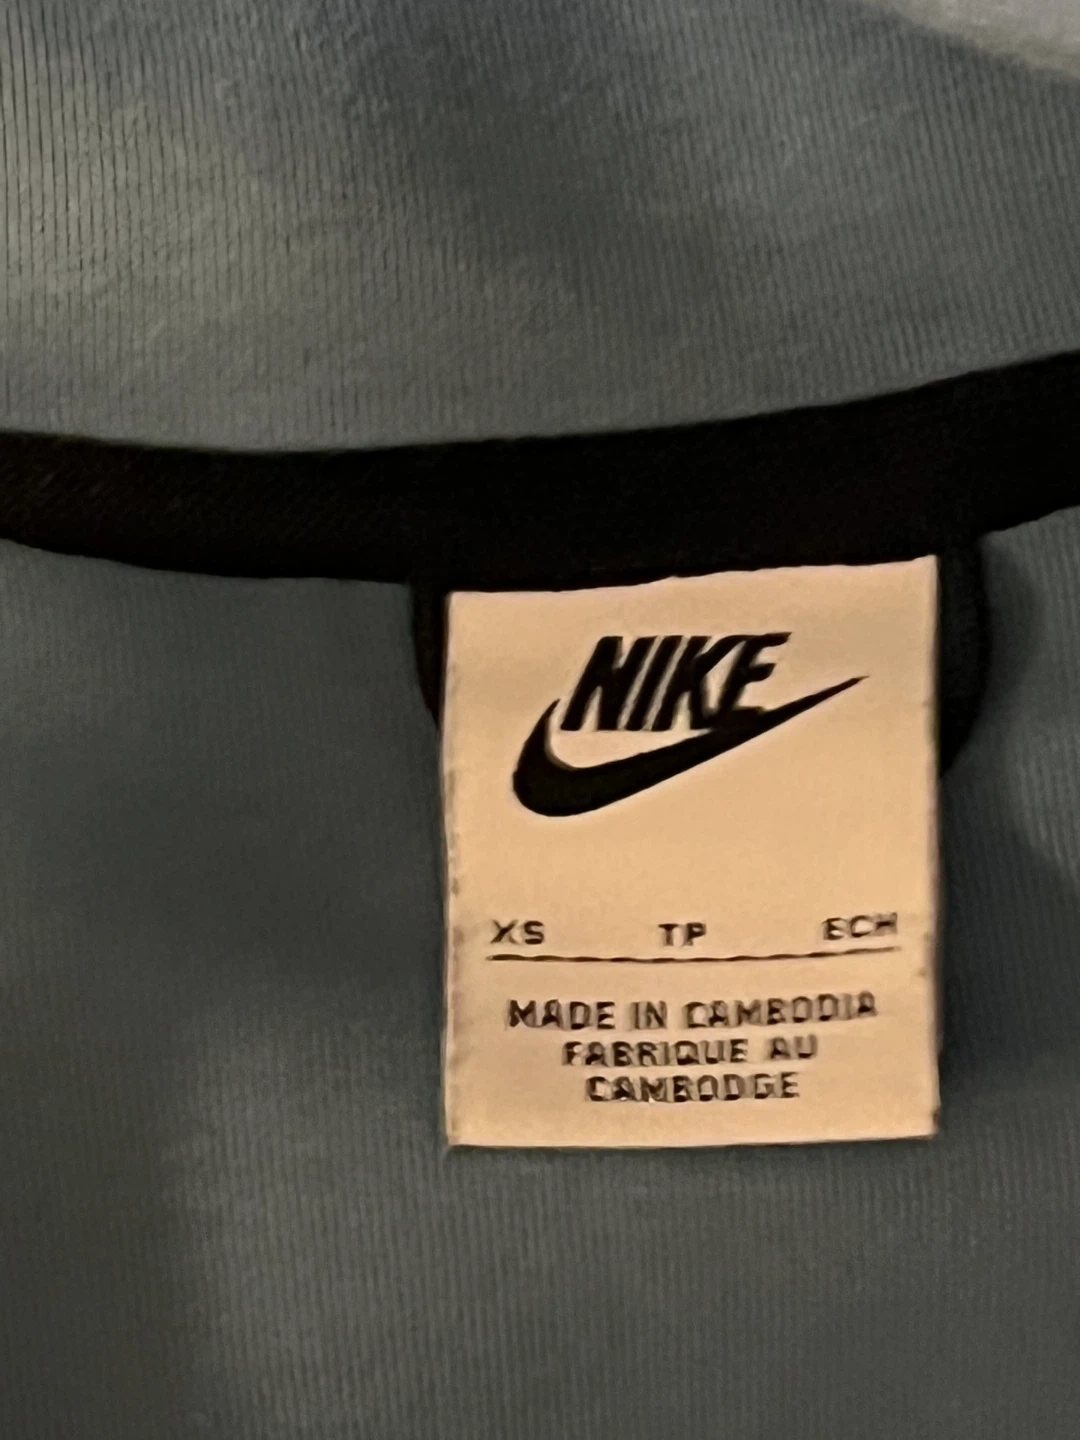 NIKE
XS TP ECH
MADE IN CAMBODIA
FABRIQUE AU
CAMBODGE